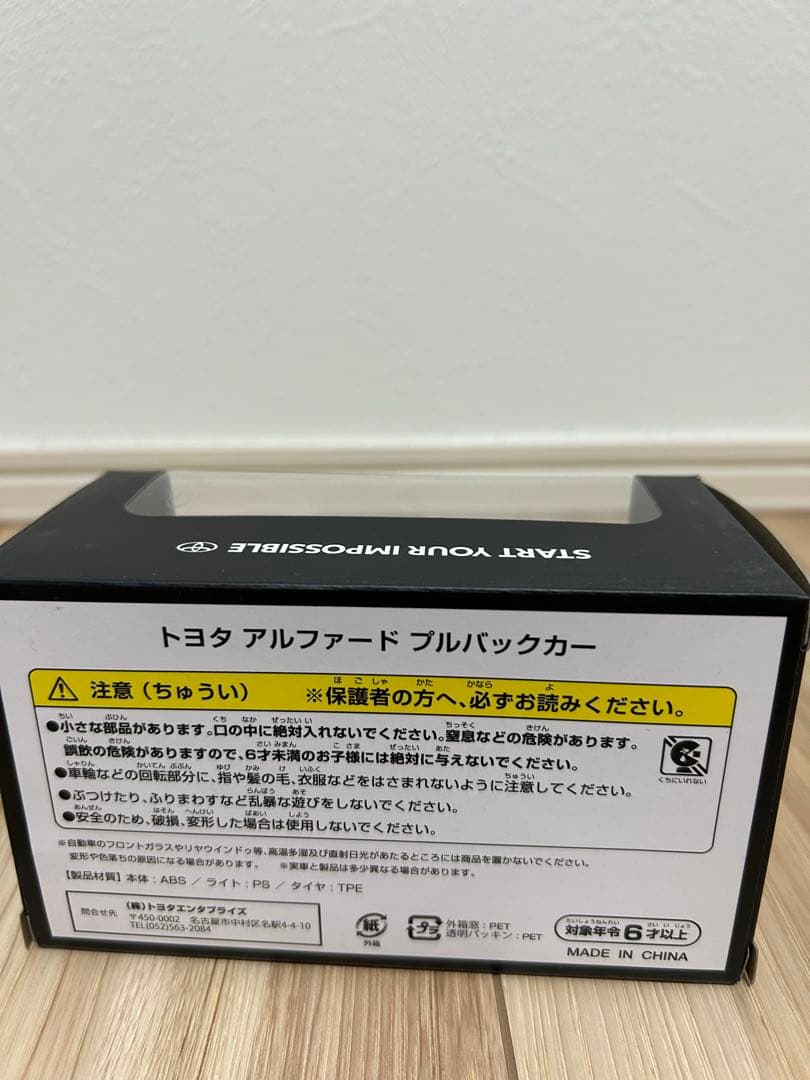 START YOUR IMPOSSIBLE
トヨタ アルファード プルバックカー
注意（ちゅうい） ※保護者の方へ、必ずお読みください。
●小さな部品があります。口の中に絶対入れないでください。窒息などの危険があります。
誤飲の危険がありますので、6才未満のお子様には絶対に与えないでください。
●車輪などの回転部分に、指や髪の毛、衣服などをはさまれないように注意してください。
●ぶつけたり、ふりまわすなど乱暴な遊びをしないでください。
●安全のため、破損、変形した場合は使用しないでください。
くちにいれない
※自動車のフロントガラスやリヤウインドゥ等、高温多湿及び直射日光があたるところには商品を置かないでください。
変形や色落ちの原因になる場合があります。 ※実車と製品は多少異なる場合があります。
【製品材質】本体：ABS ／ ライト：PS ／ タイヤ：TPE
問合せ先
（株）トヨタエンタプライズ
〒450-0002 名古屋市中村区名駅4-4-10
TEL(052)563-2084
紙
外箱
プラ
外箱窓：PET
透明パッキン：PET
対象年令6才以上
MADE IN CHINA